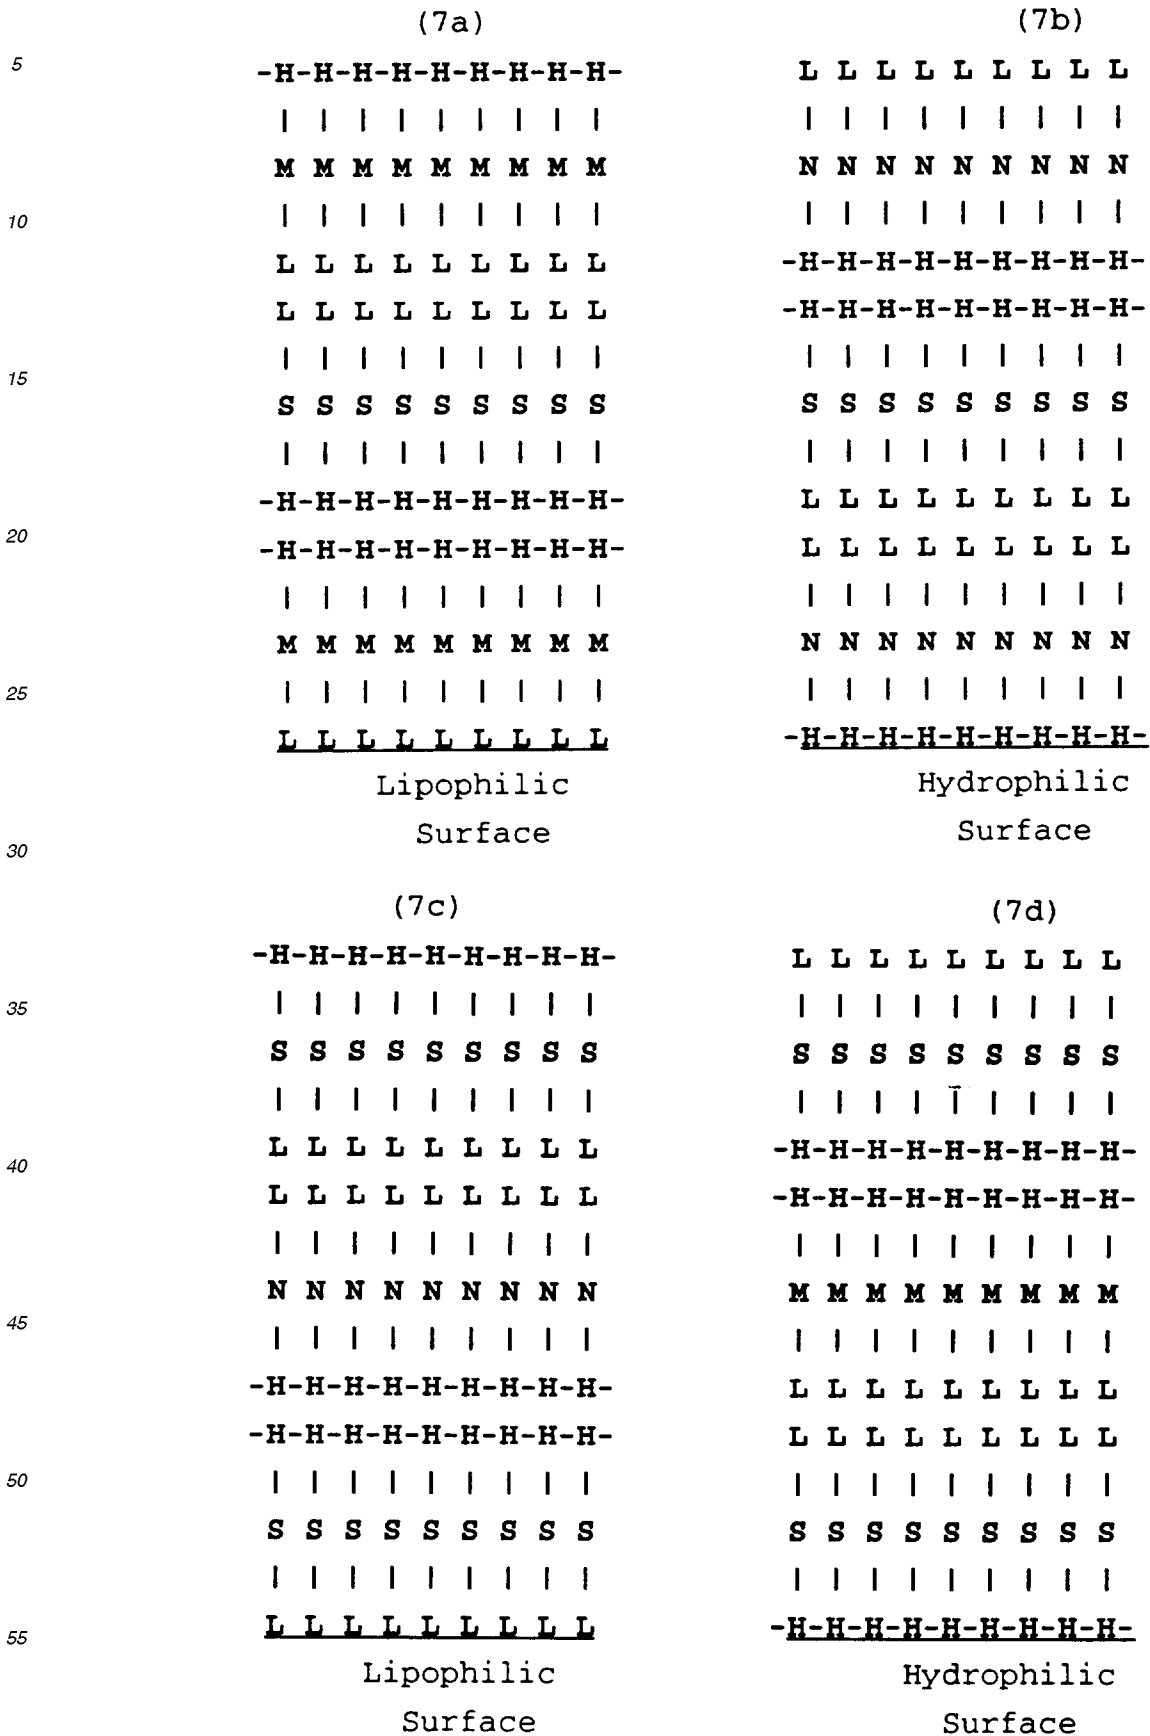 5
10
15
20
25
30
35
40
45
50
55
(7a)
-H-H-H-H-H-H-H-H-H-
| | | | | | | | |
M M M M M M M M M
| | | | | | | | |
L L L L L L L L L
L L L L L L L L L
| | | | | | | | |
S S S S S S S S S
| | | | | | | | |
-H-H-H-H-H-H-H-H-H-
-H-H-H-H-H-H-H-H-H-
| | | | | | | | |
M M M M M M M M M
| | | | | | | | |
L L L L L L L L L
Lipophilic
Surface
(7b)
L L L L L L L L L
| | | | | | | | |
N N N N N N N N N
| | | | | | | | |
-H-H-H-H-H-H-H-H-H-
-H-H-H-H-H-H-H-H-H-
| | | | | | | | |
S S S S S S S S S
| | | | | | | | |
L L L L L L L L L
L L L L L L L L L
| | | | | | | | |
N N N N N N N N N
| | | | | | | | |
-H-H-H-H-H-H-H-H-H-
Hydrophilic
Surface
(7c)
-H-H-H-H-H-H-H-H-H-
| | | | | | | | |
S S S S S S S S S
| | | | | | | | |
L L L L L L L L L
L L L L L L L L L
| | | | | | | | |
N N N N N N N N N
| | | | | | | | |
-H-H-H-H-H-H-H-H-H-
-H-H-H-H-H-H-H-H-H-
| | | | | | | | |
S S S S S S S S S
| | | | | | | | |
L L L L L L L L L
Lipophilic
Surface
(7d)
L L L L L L L L L
| | | | | | | | |
S S S S S S S S S
| | | | | | | | |
-H-H-H-H-H-H-H-H-H-
-H-H-H-H-H-H-H-H-H-
| | | | | | | | |
M M M M M M M M M
| | | | | | | | |
L L L L L L L L L
L L L L L L L L L
| | | | | | | | |
S S S S S S S S S
| | | | | | | | |
-H-H-H-H-H-H-H-H-H-
Hydrophilic
Surface